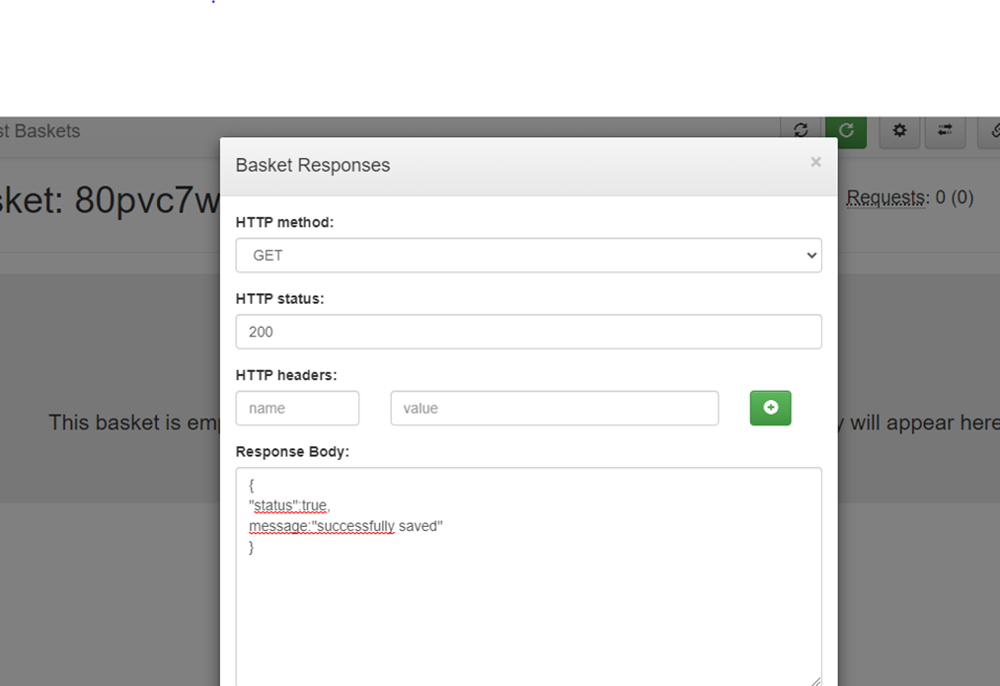 st Baskets
Basket Responses ×
sket: 80pvc7w
Requests: 0 (0)
HTTP method:
GET
HTTP status:
200
HTTP headers:
name value
This basket is emp
y will appear here
Response Body:
{
"status":true,
message:"successfully saved"
}